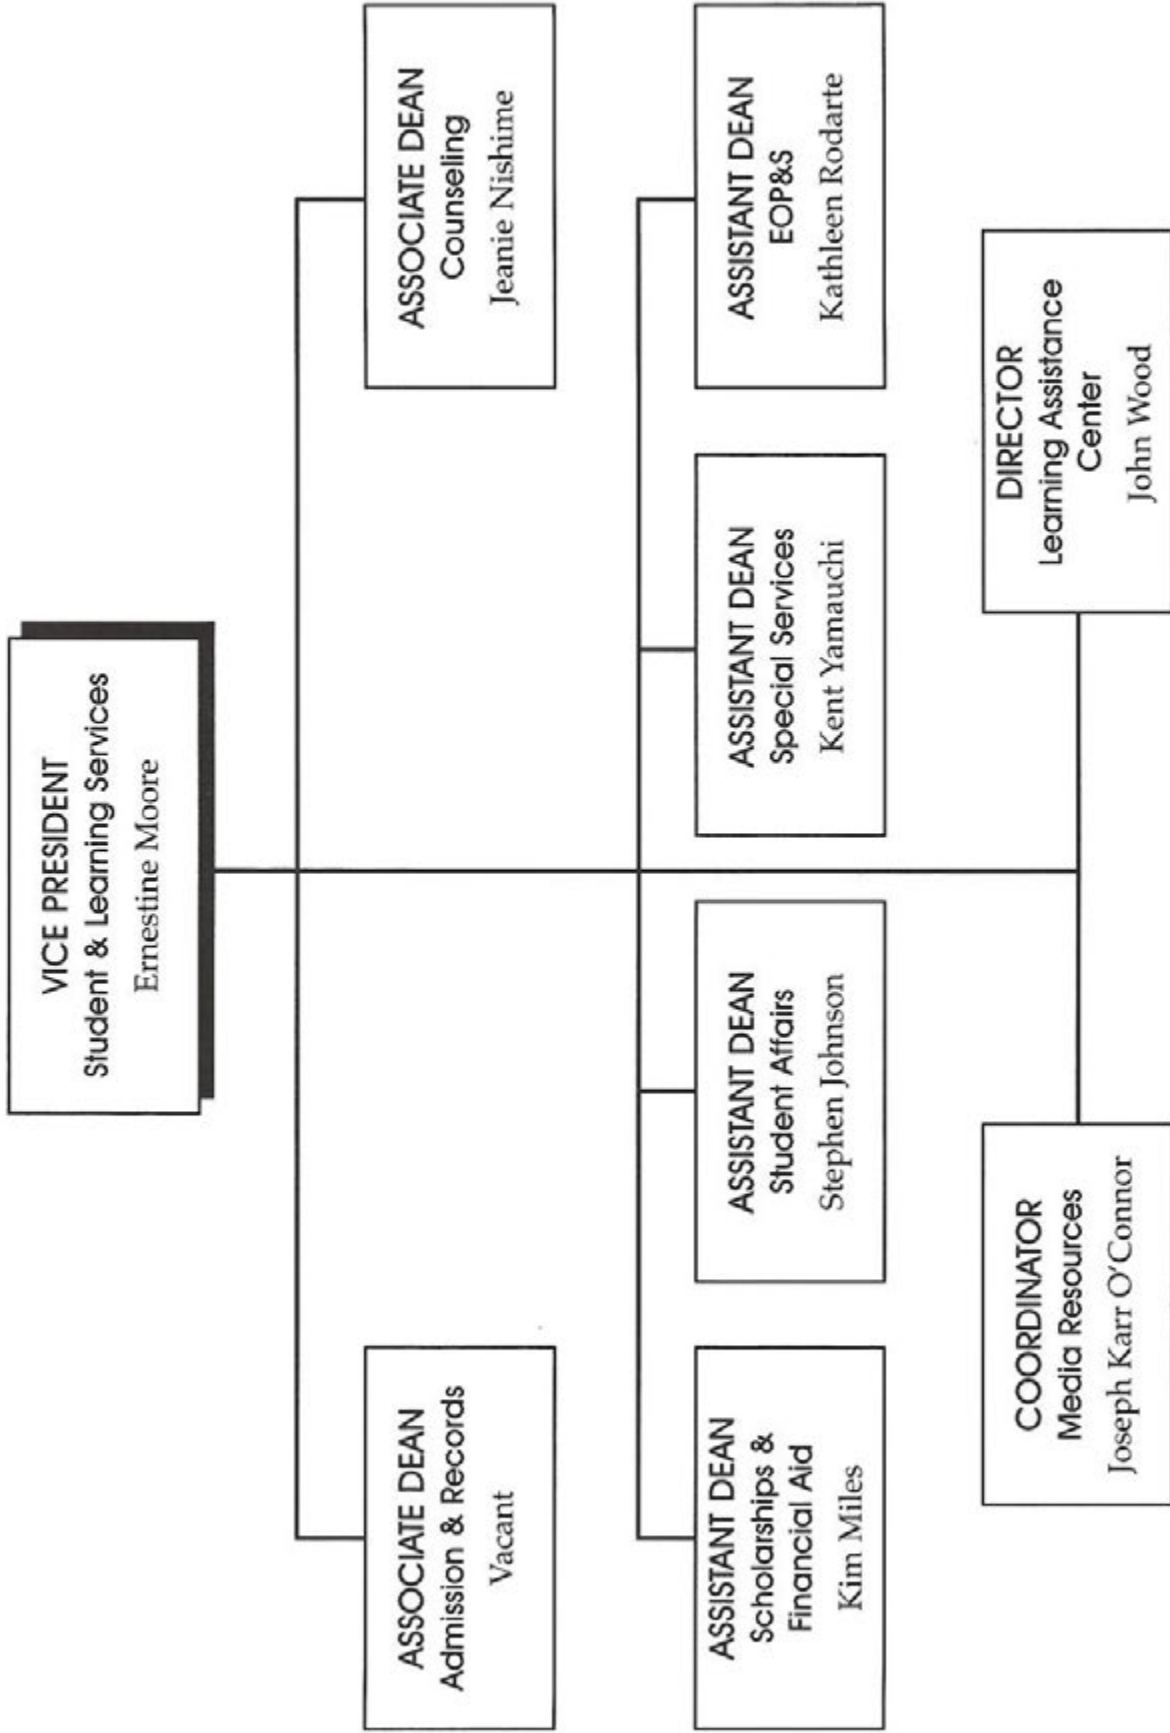 VICE PRESIDENT
Student & Learning Services
Ernestine Moore
ASSOCIATE DEAN
Admission & Records
Vacant
ASSOCIATE DEAN
Counseling
Jeanie Nishime
ASSISTANT DEAN
Scholarships &
Financial Aid
Kim Miles
ASSISTANT DEAN
Student Affairs
Stephen Johnson
ASSISTANT DEAN
Special Services
Kent Yamauchi
ASSISTANT DEAN
EOP&S
Kathleen Rodarte
COORDINATOR
Media Resources
Joseph Karr O'Connor
DIRECTOR
Learning Assistance
Center
John Wood